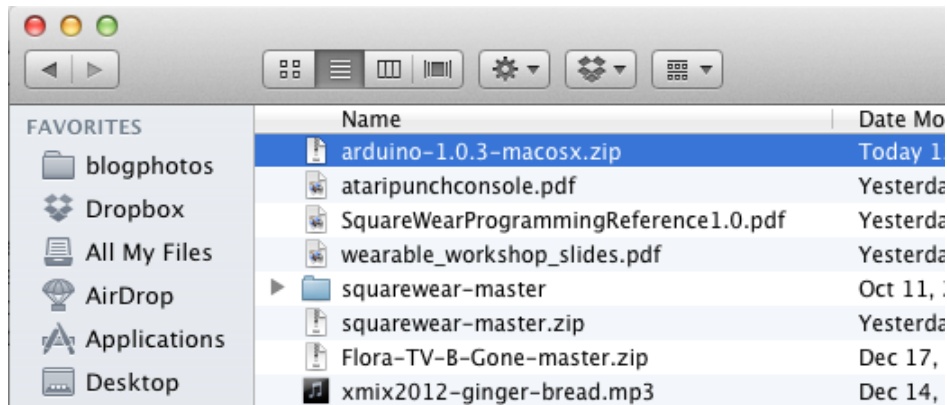 Name Date Mo
FAVORITES
blogphotos
Dropbox
All My Files
AirDrop
Applications
Desktop
arduino-1.0.3-macosx.zip Today 1
ataripunchconsole.pdf Yesterda
SquareWearProgrammingReference1.0.pdf Yesterda
wearable_workshop_slides.pdf Yesterda
squarewear-master Oct 11,
squarewear-master.zip Yesterda
Flora-TV-B-Gone-master.zip Dec 17,
xmix2012-ginger-bread.mp3 Dec 14,